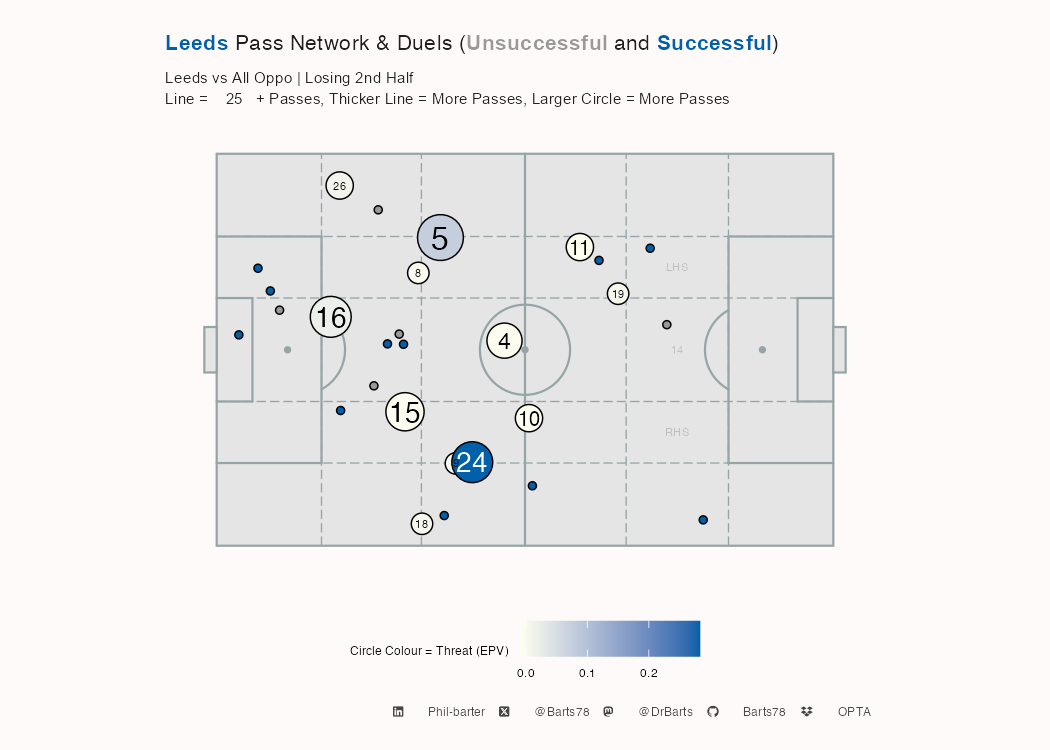 Leeds Pass Network & Duels (Unsuccessful and Successful)
Leeds vs All Oppo | Losing 2nd Half
Line = 25 + Passes, Thicker Line = More Passes, Larger Circle = More Passes
26
5
11
8
LHS
19
16
4
14
15
10
RHS
24
18
Circle Colour = Threat (EPV)
0.0 0.1 0.2
Phil-barter @Barts78 @DrBarts Barts78 OPTA